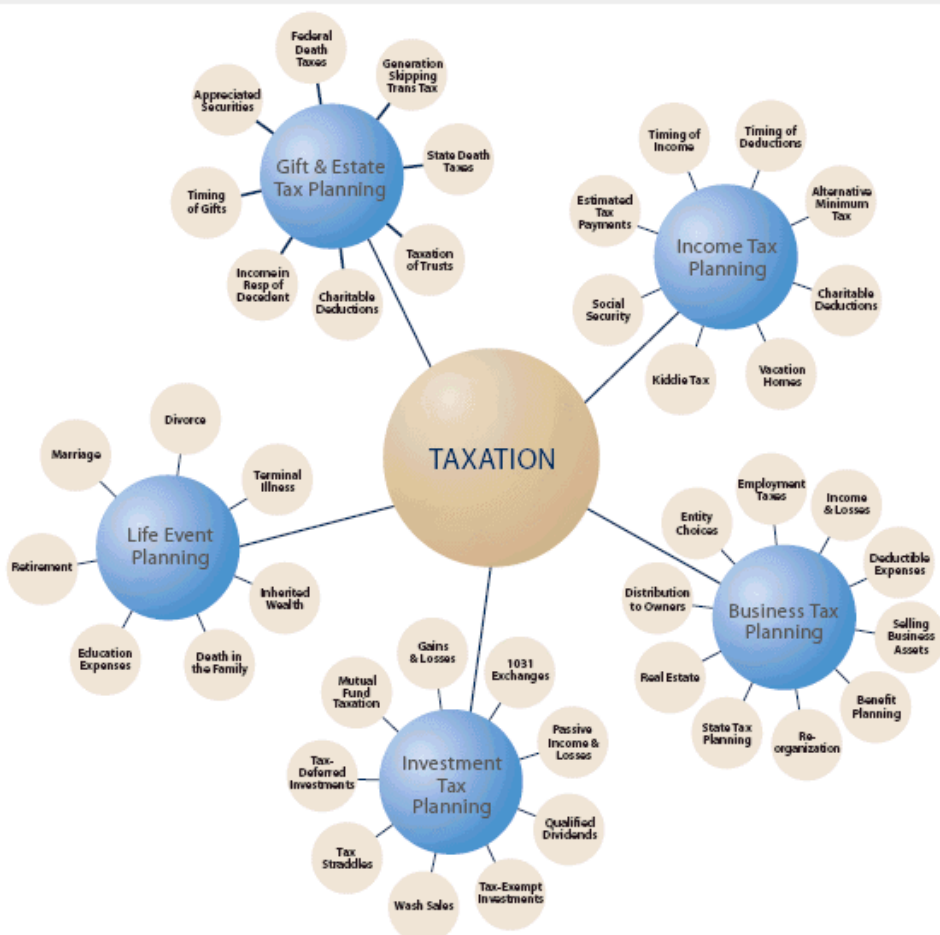 Federal
Death
Taxes
Generation
Skipping
Trans Tax
Appreciated
Securities
State Death
Taxes
Gift & Estate
Tax Planning
Timing
of Gifts
Taxation
of Trusts
Income in
Resp of
Decedent
Charitable
Deductions
Timing of
Income
Timing of
Deductions
Estimated
Tax
Payments
Alternative
Minimum
Tax
Income Tax
Planning
Social
Security
Charitable
Deductions
Kiddie Tax
Vacation
Homes
TAXATION
Divorce
Marriage
Terminal
Illness
Life Event
Planning
Retirement
Inherited
Wealth
Education
Expenses
Death in
the Family
Employment
Taxes
Income
& Losses
Entity
Choices
Deductible
Expenses
Distribution
to Owners
Business Tax
Planning
Selling
Business
Assets
Real Estate
Benefit
Planning
State Tax
Planning
Re-
organization
Gains
& Losses
1031
Exchanges
Mutual
Fund
Taxation
Passive
Income &
Losses
Tax-
Deferred
Investments
Investment
Tax
Planning
Qualified
Dividends
Tax
Straddles
Tax-Exempt
Investments
Wash Sales